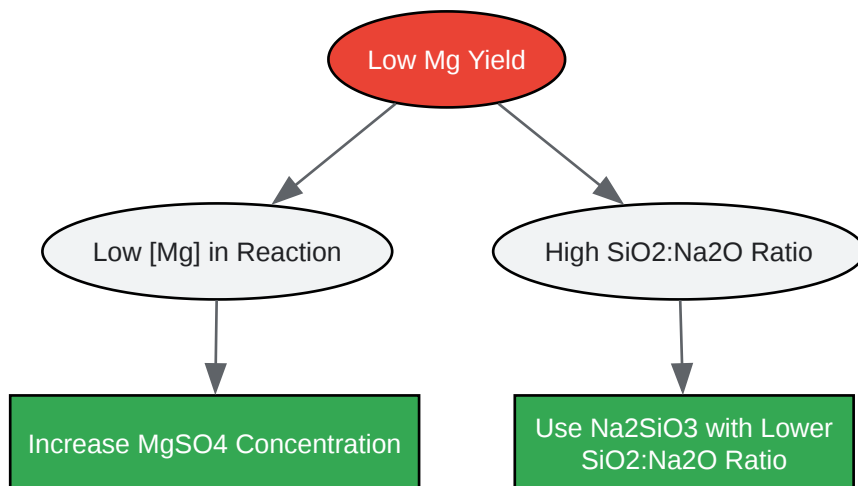 Low Mg Yield
Low [Mg] in Reaction
High SiO2:Na2O Ratio
Increase MgSO4 Concentration
Use Na2SiO3 with Lower
SiO2:Na2O Ratio